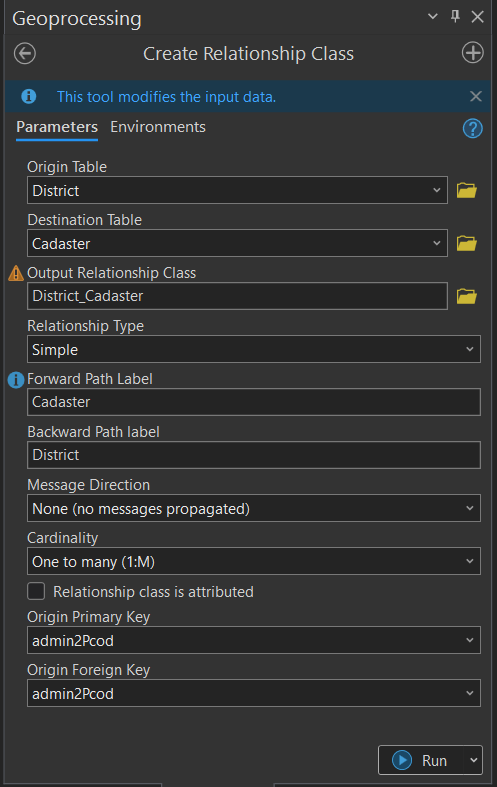 Geoprocessing
Create Relationship Class
This tool modifies the input data.
Parameters Environments
Origin Table
District
Destination Table
Cadaster
Output Relationship Class
District_Cadaster
Relationship Type
Simple
Forward Path Label
Cadaster
Backward Path label
District
Message Direction
None (no messages propagated)
Cardinality
One to many (1:M)
Relationship class is attributed
Origin Primary Key
admin2Pcod
Origin Foreign Key
admin2Pcod
Run